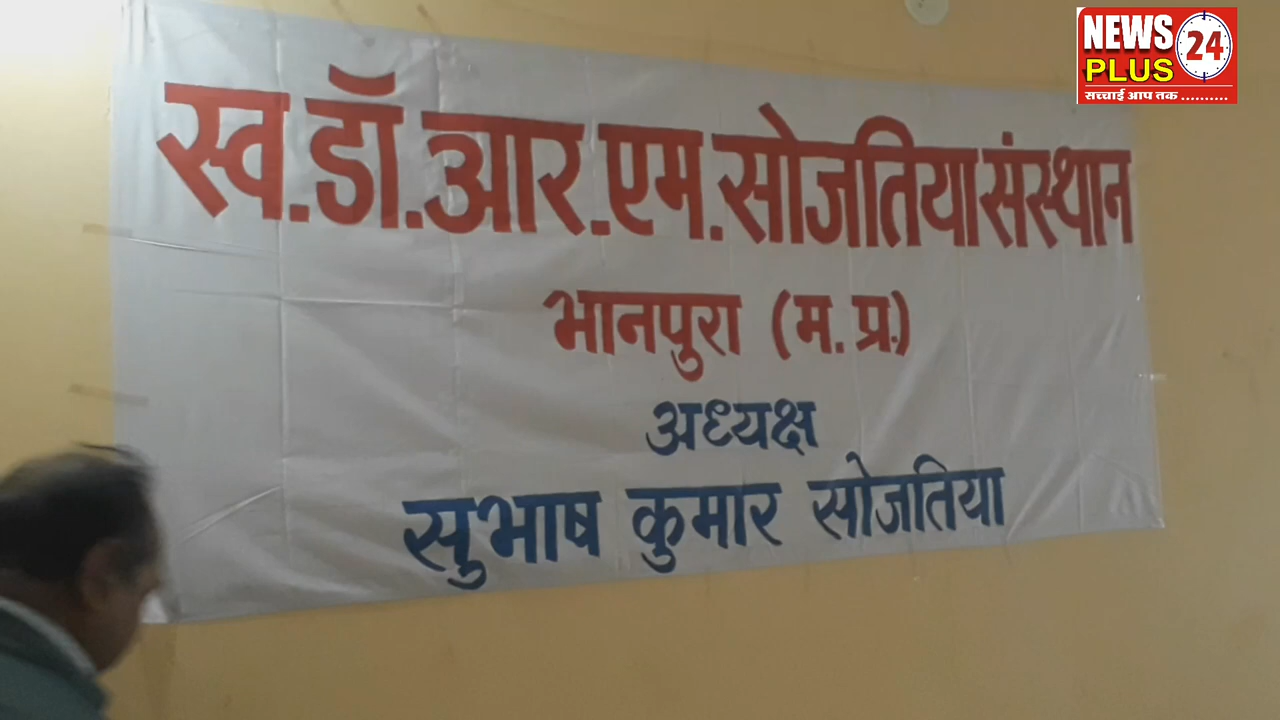 NEWS
PLUS
24
सच्चाई आप तक ..........
स्व.डॉ.आर.एम.सोजतिया संस्थान
भानपुरा (म.प्र.)
अध्यक्ष
सुभाष कुमार सोजतिया